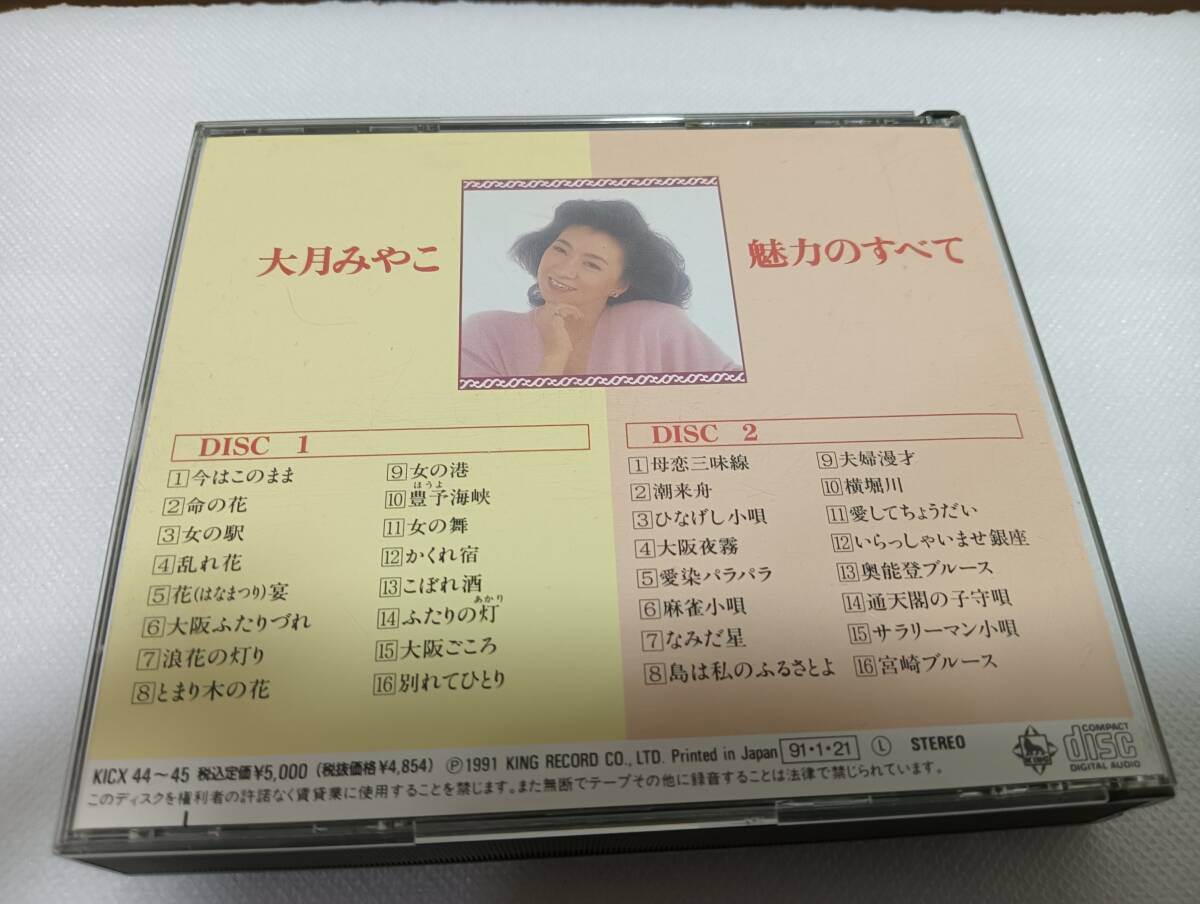 大月みやこ
魅力のすべて
DISC 1
1 今はこのまま
2 命の花
3 女の駅
4 乱れ花
5 花(はなまつり)宴
6 大阪ふたりづれ
7 浪花の灯り
8 とまり木の花
9 女の港
ほうよ
10 豊予海峡
11 女の舞
12 かくれ宿
13 こぼれ酒
あかり
14 ふたりの灯
15 大阪ごころ
16 別れてひとり
DISC 2
1 母恋三味線
2 潮来舟
3 ひなげし小唄
4 大阪夜霧
5 愛染パラパラ
6 麻雀小唄
7 なみだ星
8 島は私のふるさとよ
9 夫婦漫才
10 横堀川
11 愛してちょうだい
12 いらっしゃいませ銀座
13 奥能登ブルース
14 通天閣の子守唄
15 サラリーマン小唄
16 宮崎ブルース
KICX 44〜45 税込定価¥5,000 (税抜価格¥4,854) Ⓟ1991 KING RECORD CO., LTD. Printed in Japan 91・1・21 Ⓛ STEREO
このディスクを権利者の許諾なく賃貸業に使用することを禁じます。また無断でテープその他に録音することは法律で禁じられています。
KING
COMPACT
disc
DIGITAL AUDIO